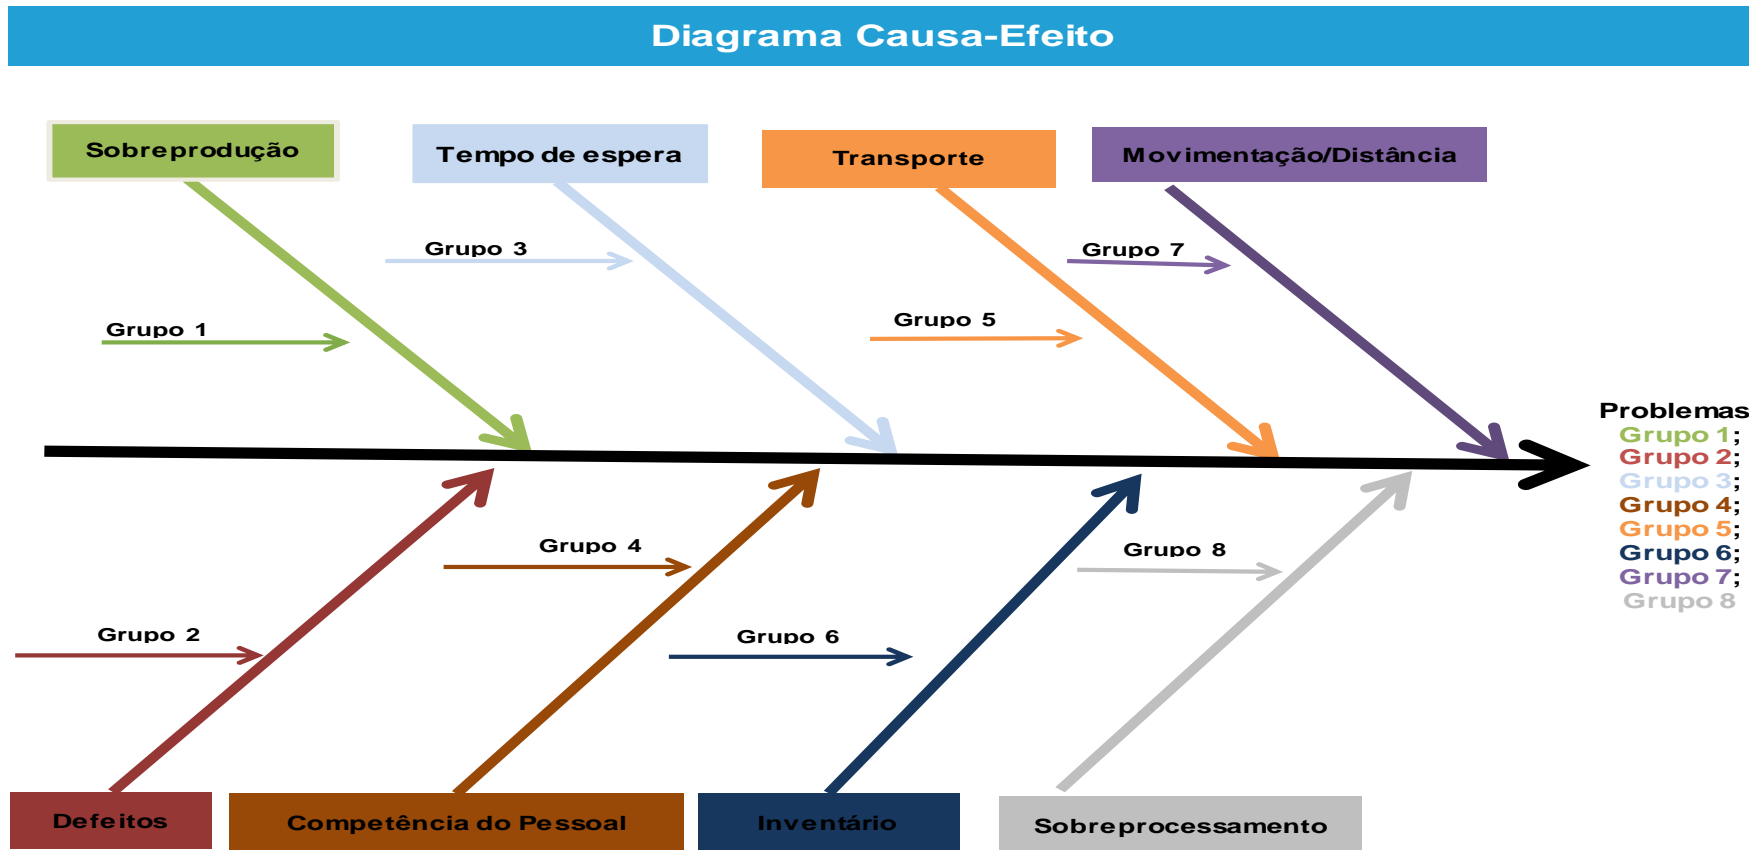 Diagrama Causa-Efeito
Sobreprodução
Tempo de espera
Transporte
Movimentação/Distância
Grupo 3
Grupo 7
Grupo 1
Grupo 5
Problemas
Grupo 1;
Grupo 2;
Grupo 3;
Grupo 4;
Grupo 5;
Grupo 6;
Grupo 7;
Grupo 8
Grupo 4
Grupo 8
Grupo 2
Grupo 6
Defeitos
Competência do Pessoal
Inventário
Sobreprocessamento